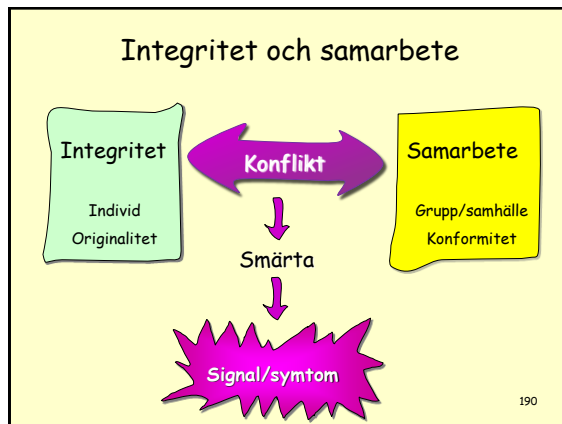 Integritet och samarbete
Integritet
Individ
Originalitet
Konflikt
Samarbete
Grupp/samhälle
Konformitet
Smärta
Signal/symtom
190